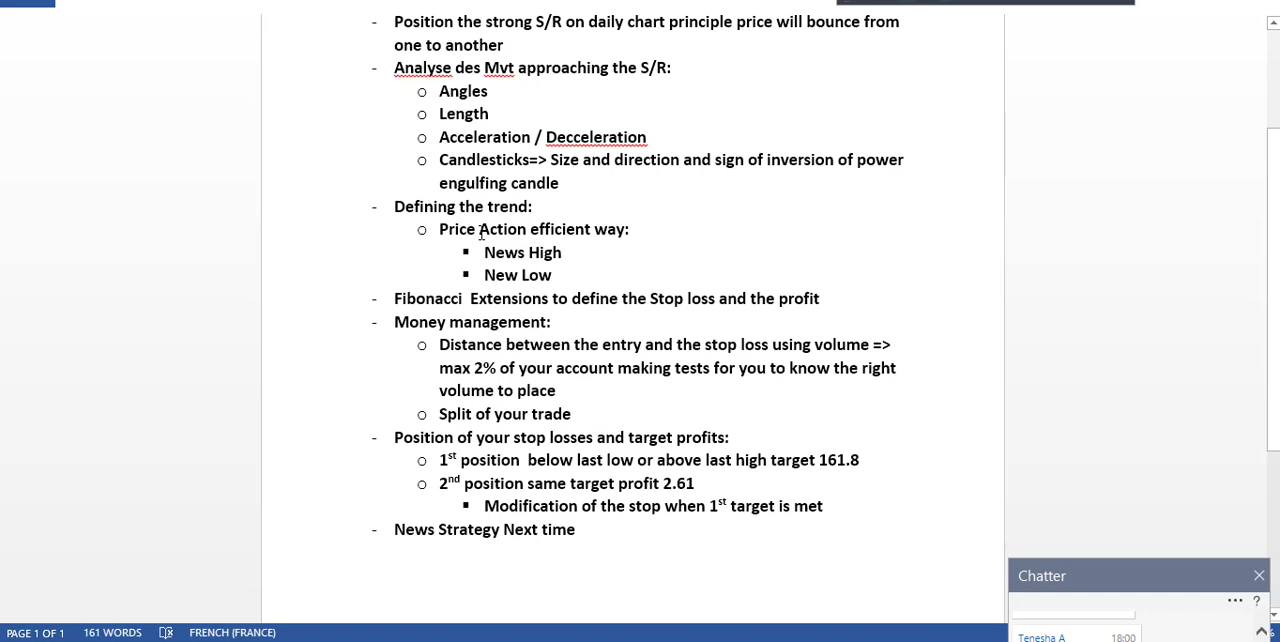 - Position the strong S/R on daily chart principle price will bounce from
one to another
- Analyse des Mvt approaching the S/R:
o Angles
o Length
o Acceleration / Decceleration
o Candlesticks=> Size and direction and sign of inversion of power
engulfing candle
- Defining the trend:
o Price Action efficient way:
▪ News High
▪ New Low
- Fibonacci  Extensions to define the Stop loss and the profit
- Money management:
o Distance between the entry and the stop loss using volume =>
max 2% of your account making tests for you to know the right
volume to place
o Split of your trade
- Position of your stop losses and target profits:
o 1st position  below last low or above last high target 161.8
o 2nd position same target profit 2.61
▪ Modification of the stop when 1st target is met
- News Strategy Next time
Chatter
... ?
Tenesha A 18:00
PAGE 1 OF 1 161 WORDS FRENCH (FRANCE)